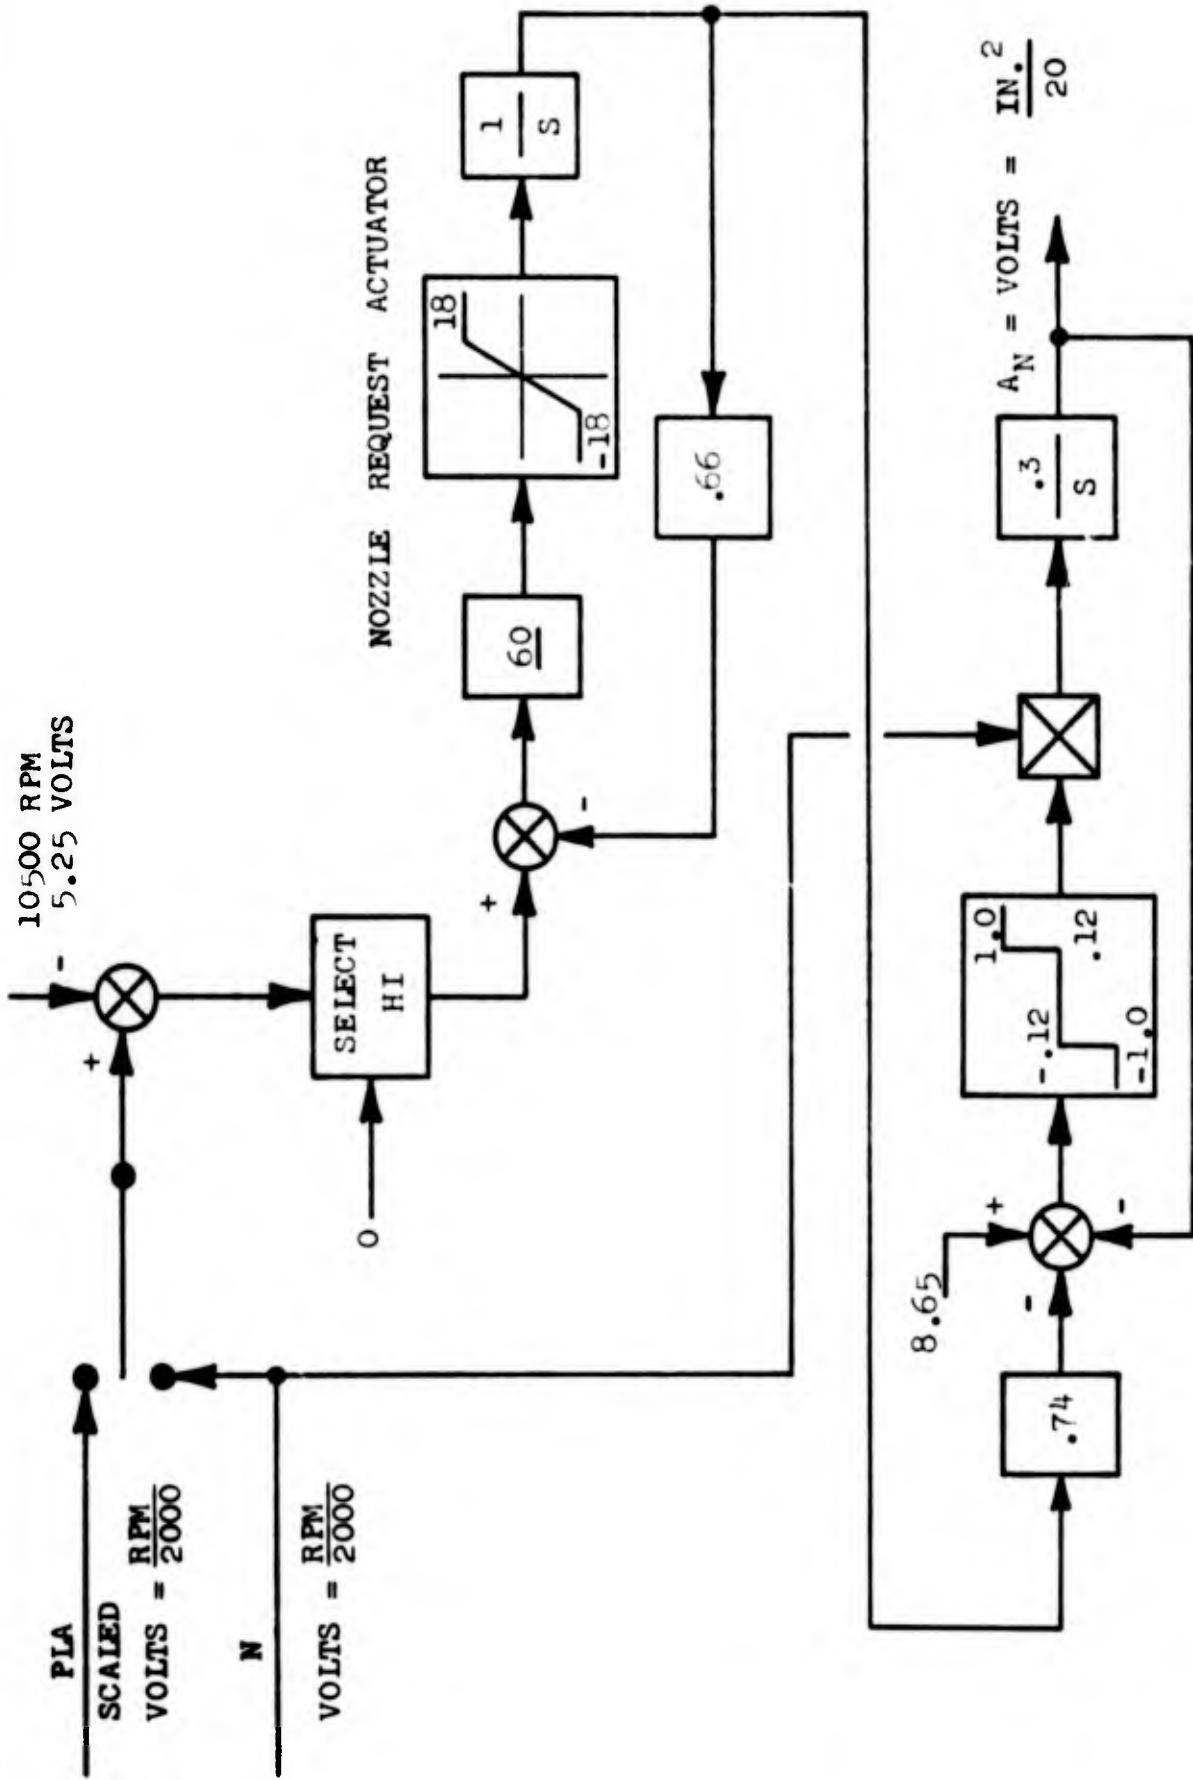 PLA
SCALED
VOLTS = RPM
2000
N
VOLTS = RPM
2000
10500 RPM
5.25 VOLTS
-
+
SELECT
HI
0
+
-
60
NOZZLE REQUEST ACTUATOR
18
-18
1
S
.66
.74
8.65
+
-
-
1.0
-.12
.12
-1.0
.3
S
A_N = VOLTS = IN.²
20